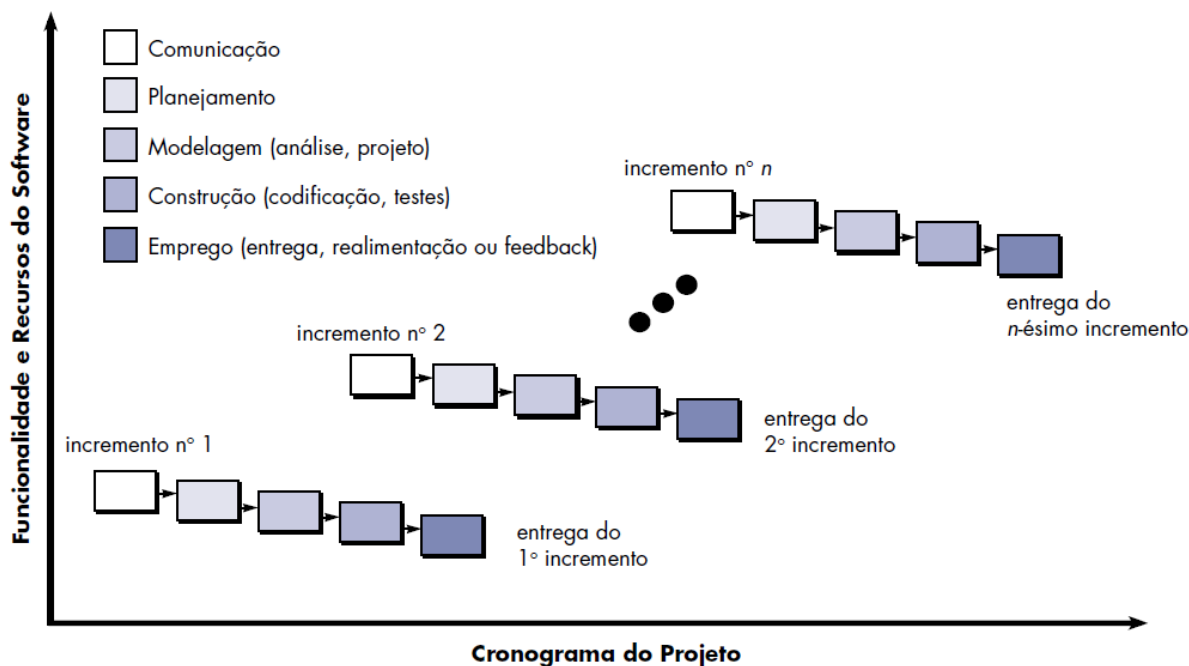 Funcionalidade e Recursos do Software
Comunicação
Planejamento
Modelagem (análise, projeto)
Construção (codificação, testes)
Emprego (entrega, realimentação ou feedback)
incremento n° n
entrega do
n-ésimo incremento
incremento n° 2
entrega do
2° incremento
incremento n° 1
entrega do
1° incremento
Cronograma do Projeto